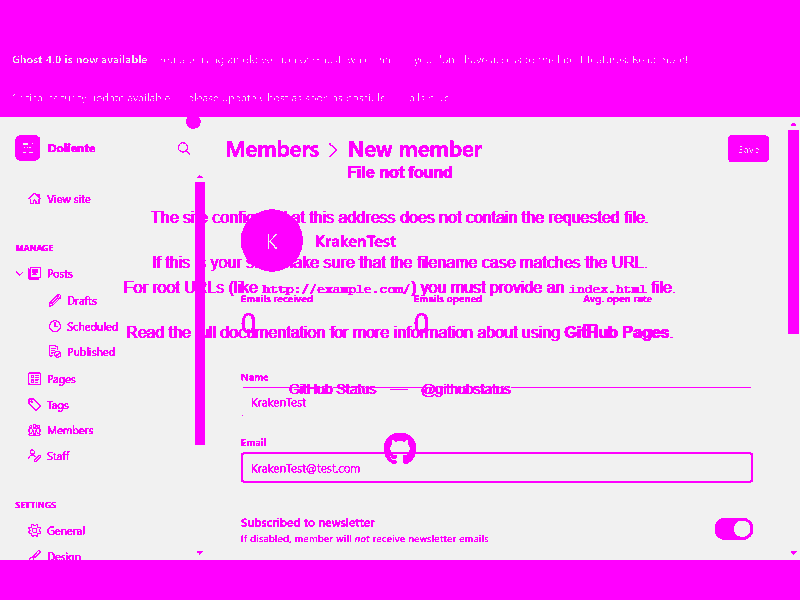 Ghost 4.0 is now available
Dolfente
Members > New member
Save
File not found
View site
The site at this address does not contain the requested file.
K
KrakenTest
MANAGE
If this is your make sure that the filename case matches the URL.
Posts
For root URLs (like http://example.com/) you must provide an index.html file.
Emails received
Emails opened
Avg. open rate
Drafts
0
0
Scheduled
Read the full documentation for more information about using GitHub Pages.
Published
Pages
Name
GitHub Status — @githubstatus
Tags
KrakenTest
Members
Email
Staff
KrakenTest@test.com
SETTINGS
Subscribed to newsletter
General
If disabled, member will not receive newsletter emails
Design